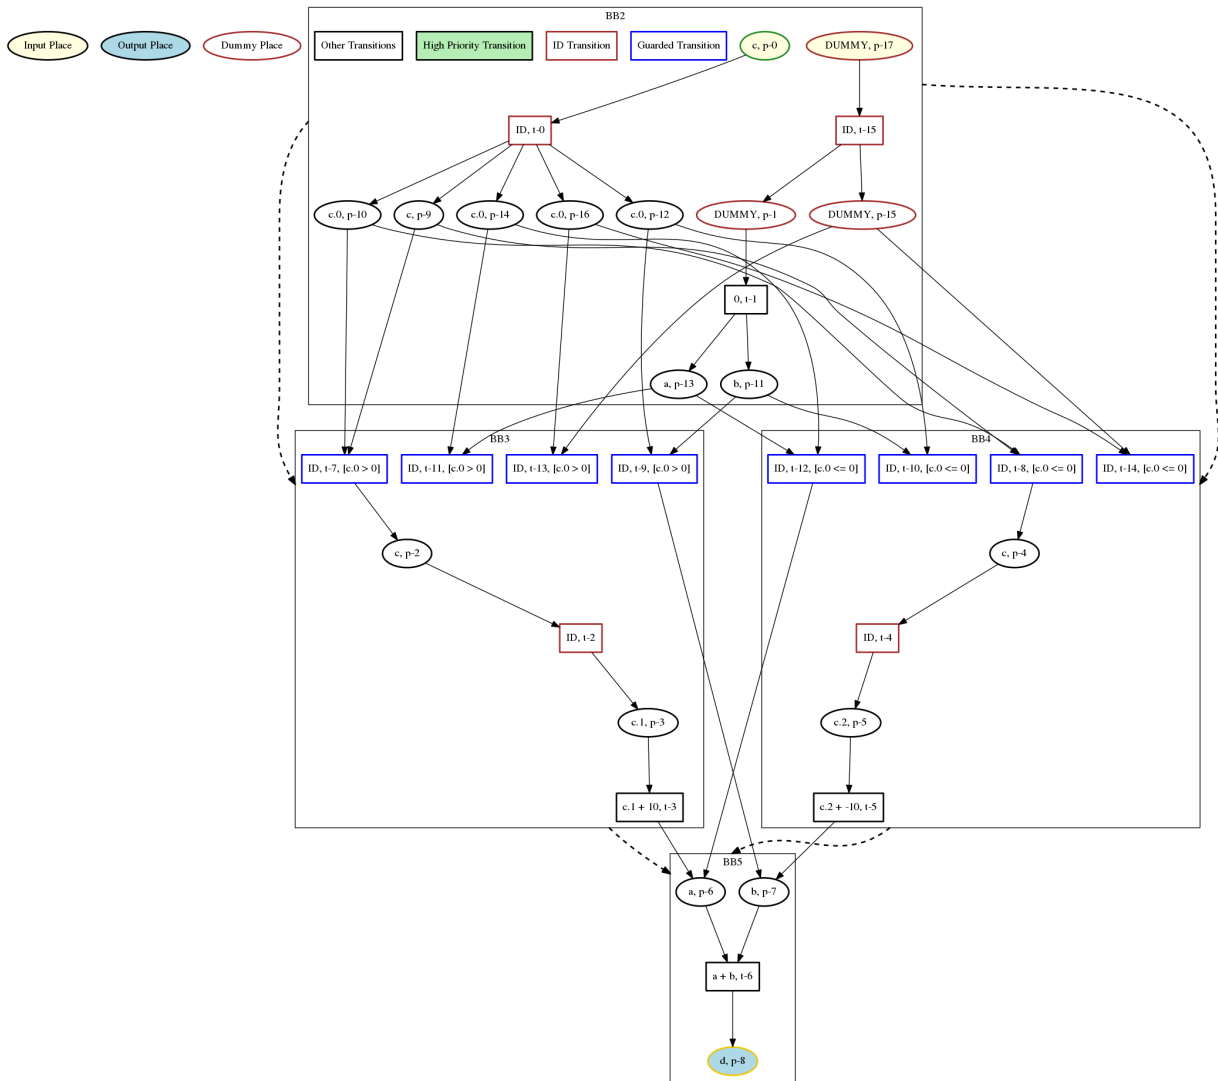 BB2
Input Place
Output Place
Dummy Place
Other Transitions
High Priority Transition
ID Transition
Guarded Transition
c, p-0
DUMMY, p-17
ID, t-0
ID, t-15
c.0, p-10
c, p-9
c.0, p-14
c.0, p-16
c.0, p-12
DUMMY, p-1
DUMMY, p-15
0, t-1
a, p-13
b, p-11
BB3
BB4
ID, t-7, [c.0 > 0]
ID, t-11, [c.0 > 0]
ID, t-13, [c.0 > 0]
ID, t-9, [c.0 > 0]
ID, t-12, [c.0 <= 0]
ID, t-10, [c.0 <= 0]
ID, t-8, [c.0 <= 0]
ID, t-14, [c.0 <= 0]
c, p-2
c, p-4
ID, t-2
ID, t-4
c.1, p-3
c.2, p-5
c.1 + 10, t-3
c.2 + -10, t-5
BB5
a, p-6
b, p-7
a + b, t-6
d, p-8